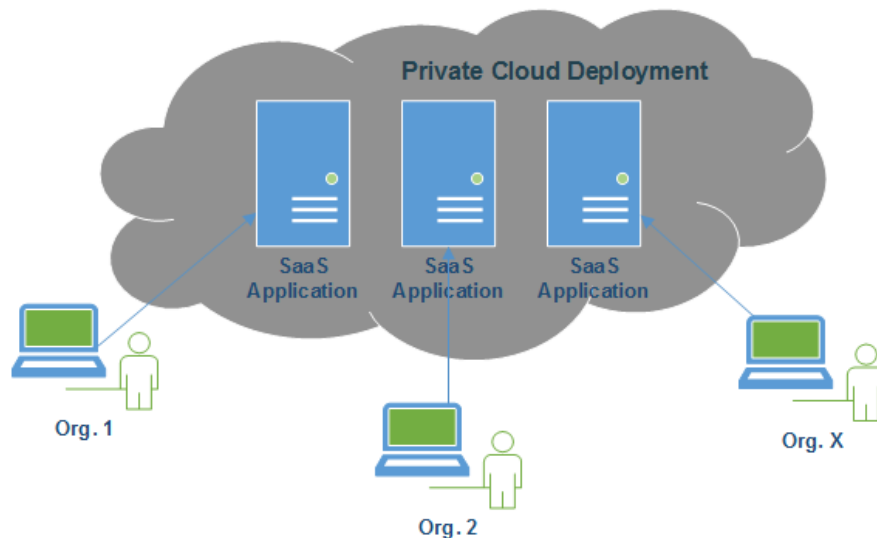 Private Cloud Deployment
SaaS
Application
SaaS
Application
SaaS
Application
Org. 1
Org. 2
Org. X